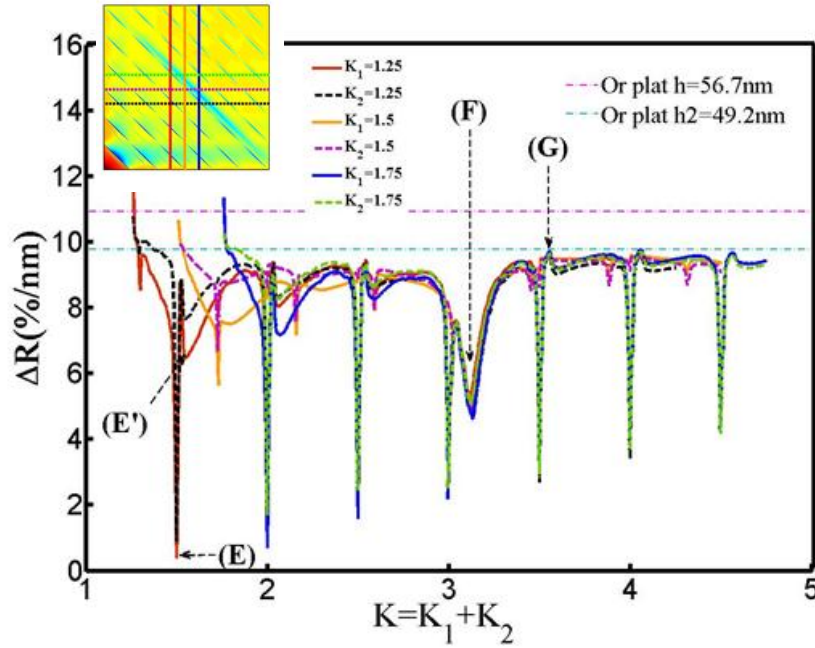 16
14
12
10
8
6
4
2
0
ΔR(%/nm)
K₁=1.25
K₂=1.25
K₁=1.5
K₂=1.5
K₁=1.75
K₂=1.75
Or plat h=56.7nm
Or plat h2=49.2nm
(F)
(G)
(E')
(E)
1 2 3 4 5
K=K₁+K₂